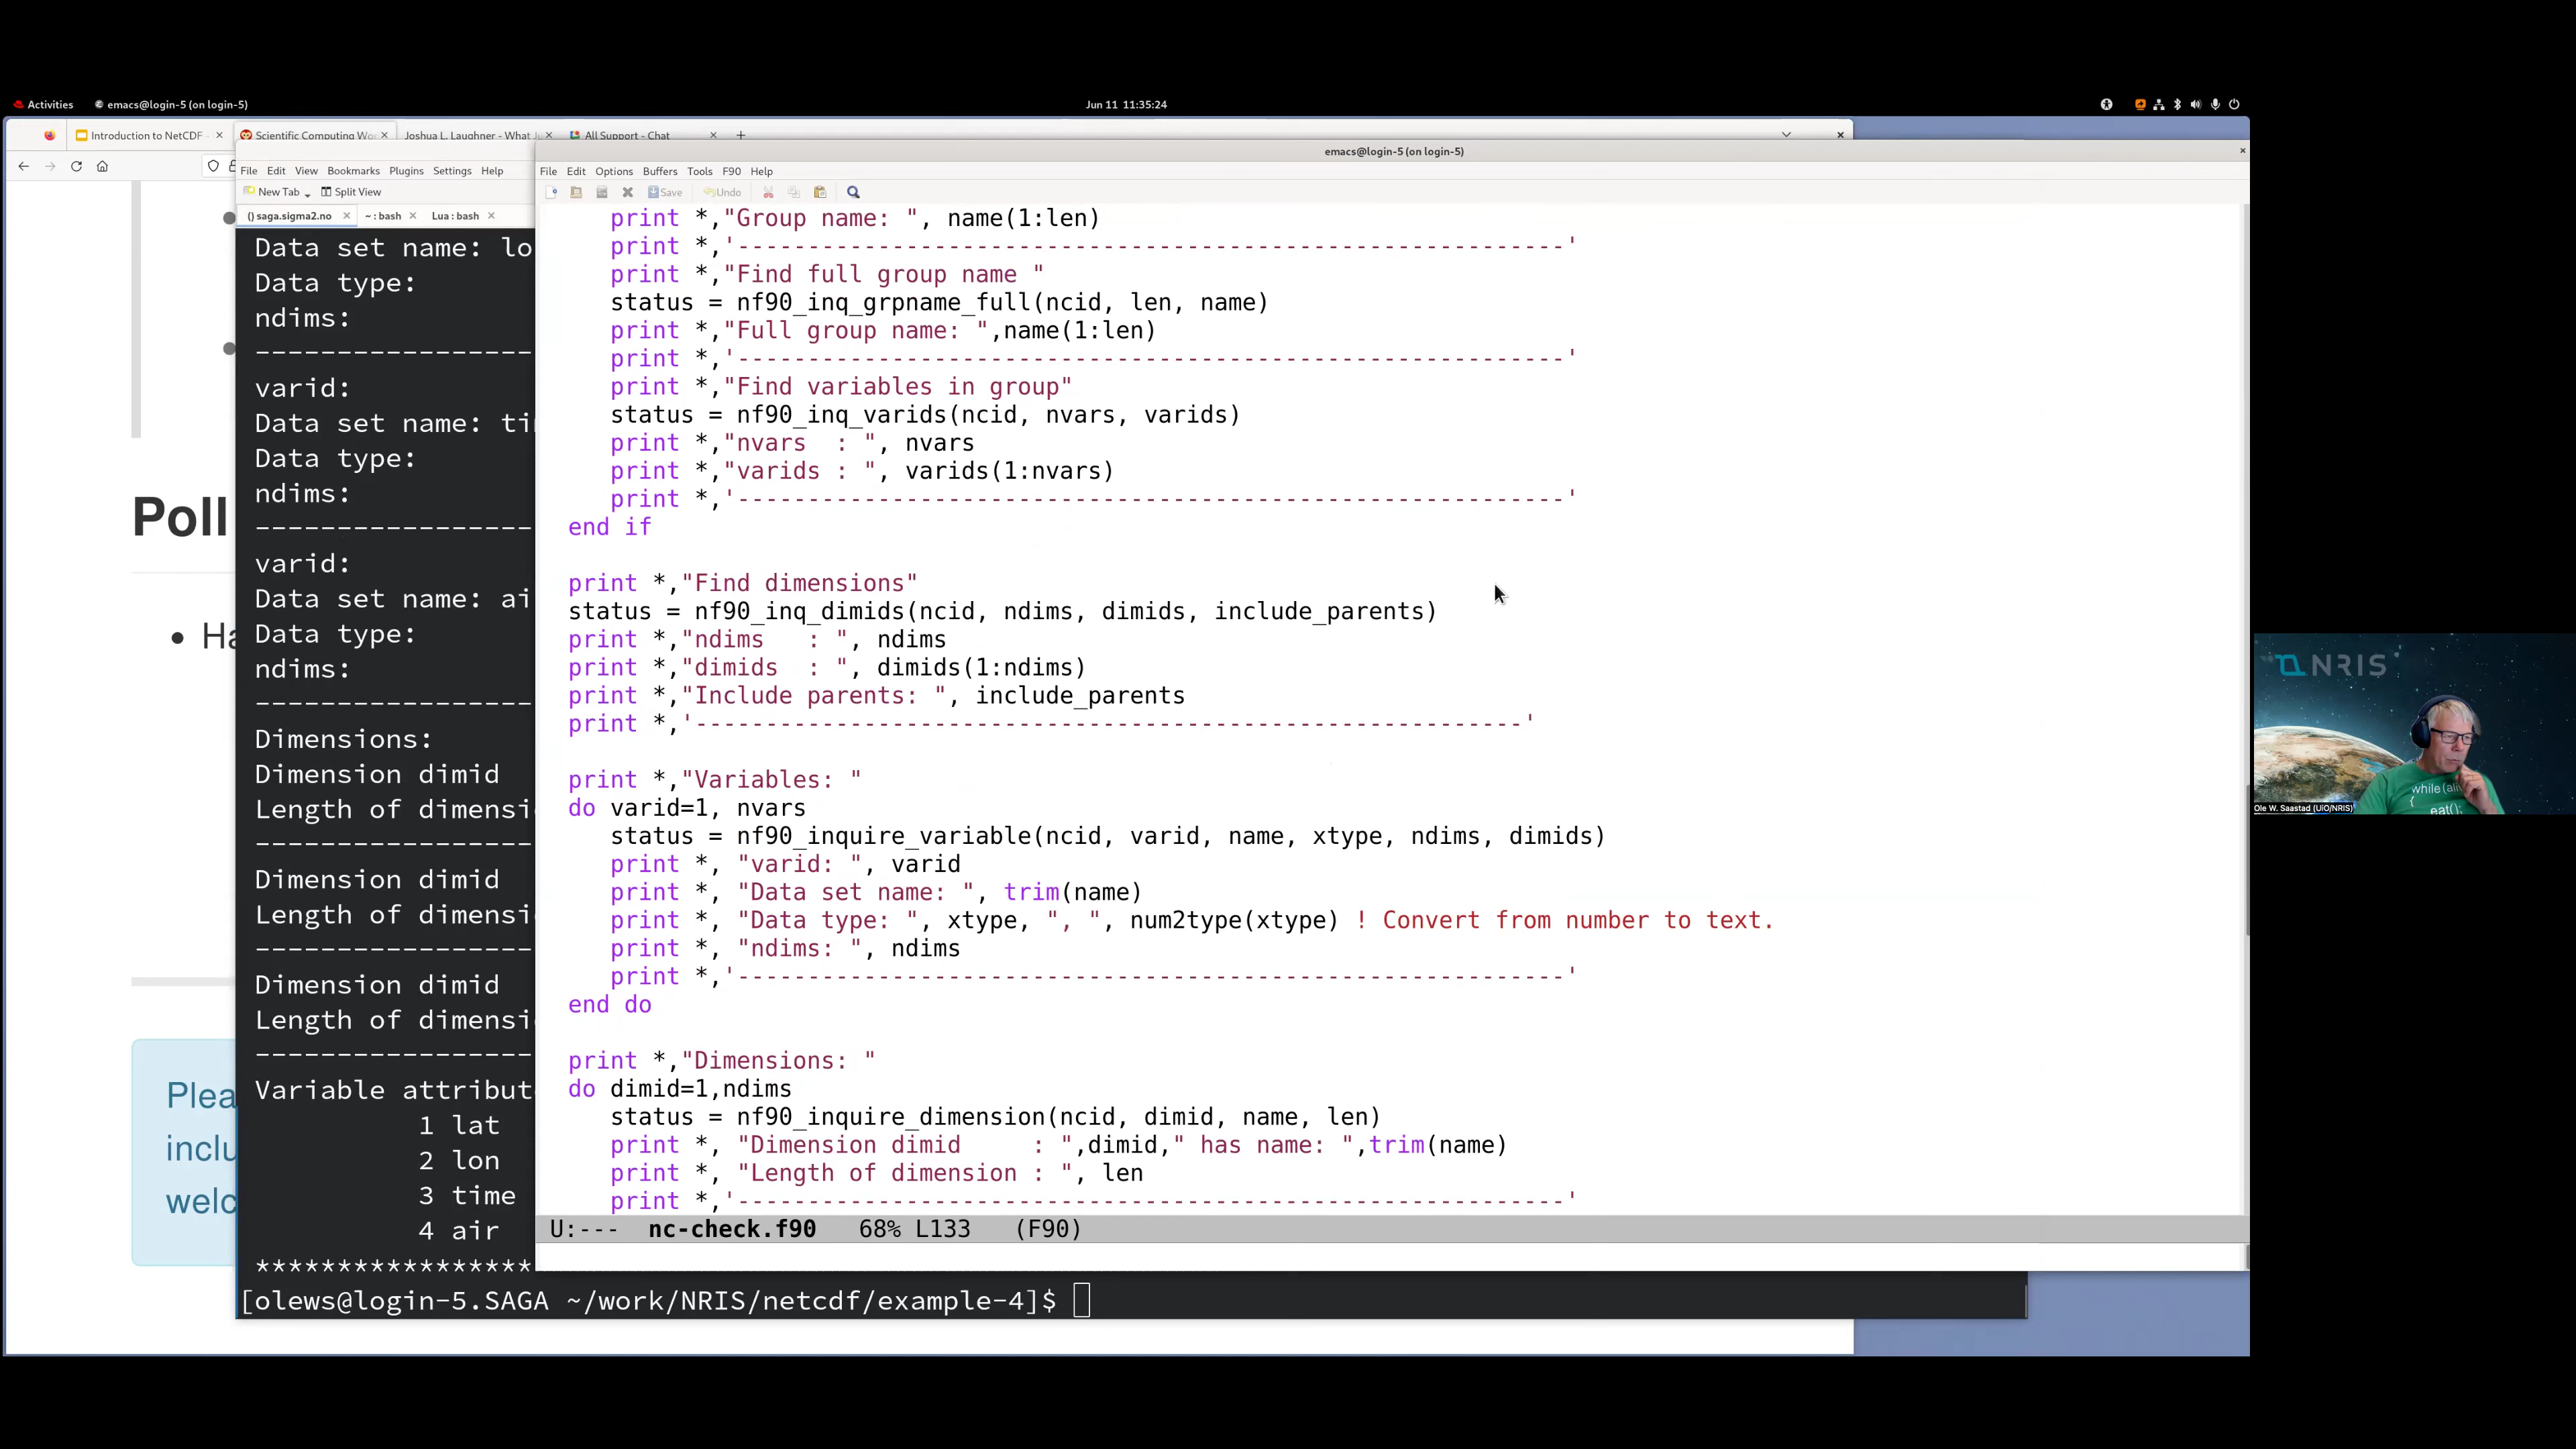 Activities emacs@login-5 (on login-5) Jun 11 11:35:24
Introduction to NetCDF - Scientific Computing Wo Joshua L. Laughner - What J All Support - Chat
File Edit View Bookmarks Plugins Settings Help
New Tab Split View
() saga.sigma2.no ~ : bash Lua : bash
Data set name: lo
Data type:
ndims:
------------------
varid:
Data set name: ti
Data type:
ndims:
------------------
varid:
Data set name: ai
Data type:
ndims:
------------------
Dimensions:
Dimension dimid
Length of dimensi
------------------
Dimension dimid
Length of dimensi
------------------
Dimension dimid
Length of dimensi
------------------
Variable attribut
1 lat
2 lon
3 time
4 air
*****************
[olews@login-5.SAGA ~/work/NRIS/netcdf/example-4]$
Poll
Ha
Plea
inclu
welc
emacs@login-5 (on login-5)
File Edit Options Buffers Tools F90 Help
Save Undo
print *,"Group name: ", name(1:len)
print *,'-----------------------------------------------------------'
print *,"Find full group name "
status = nf90_inq_grpname_full(ncid, len, name)
print *,"Full group name: ",name(1:len)
print *,'-----------------------------------------------------------'
print *,"Find variables in group"
status = nf90_inq_varids(ncid, nvars, varids)
print *,"nvars  : ", nvars
print *,"varids : ", varids(1:nvars)
print *,'-----------------------------------------------------------'
end if
print *,"Find dimensions"
status = nf90_inq_dimids(ncid, ndims, dimids, include_parents)
print *,"ndims   : ", ndims
print *,"dimids  : ", dimids(1:ndims)
print *,"Include parents: ", include_parents
print *,'-----------------------------------------------------------'
print *,"Variables: "
do varid=1, nvars
status = nf90_inquire_variable(ncid, varid, name, xtype, ndims, dimids)
print *, "varid: ", varid
print *, "Data set name: ", trim(name)
print *, "Data type: ", xtype, ", ", num2type(xtype) ! Convert from number to text.
print *, "ndims: ", ndims
print *,'-----------------------------------------------------------'
end do
print *,"Dimensions: "
do dimid=1,ndims
status = nf90_inquire_dimension(ncid, dimid, name, len)
print *, "Dimension dimid     : ",dimid," has name: ",trim(name)
print *, "Length of dimension : ", len
print *,'-----------------------------------------------------------'
U:--- nc-check.f90 68% L133 (F90)
NRIS
while(ali
{
eat();
Ole W. Saastad (UiO/NRIS)